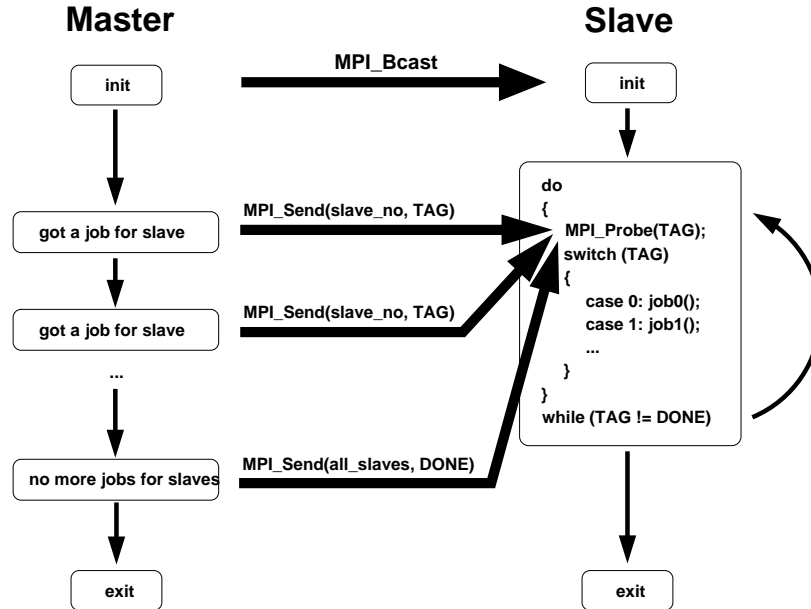 Master
Slave
MPI_Bcast
init
init
MPI_Send(slave_no, TAG)
got a job for slave
MPI_Send(slave_no, TAG)
got a job for slave
...
MPI_Send(all_slaves, DONE)
no more jobs for slaves
exit
do
{
MPI_Probe(TAG);
switch (TAG)
{
case 0: job0();
case 1: job1();
...
}
}
while (TAG != DONE)
exit